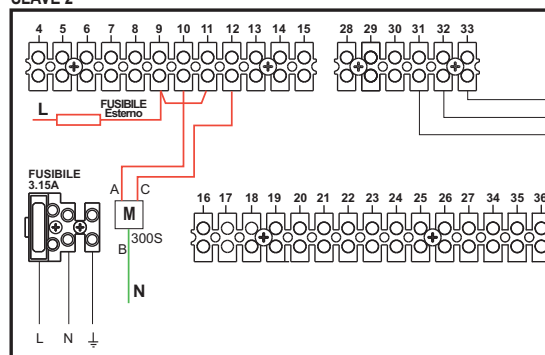 SLAVE 2
4 5 6 7 8 9 10 11 12 13 14 15
28 29 30 31 32 33
L
FUSIBILE
Esterno
FUSIBILE
3.15A
A C
M
300S
B
N
16 17 18 19 20 21 22 23 24 25 26 27 34 35 36
L N